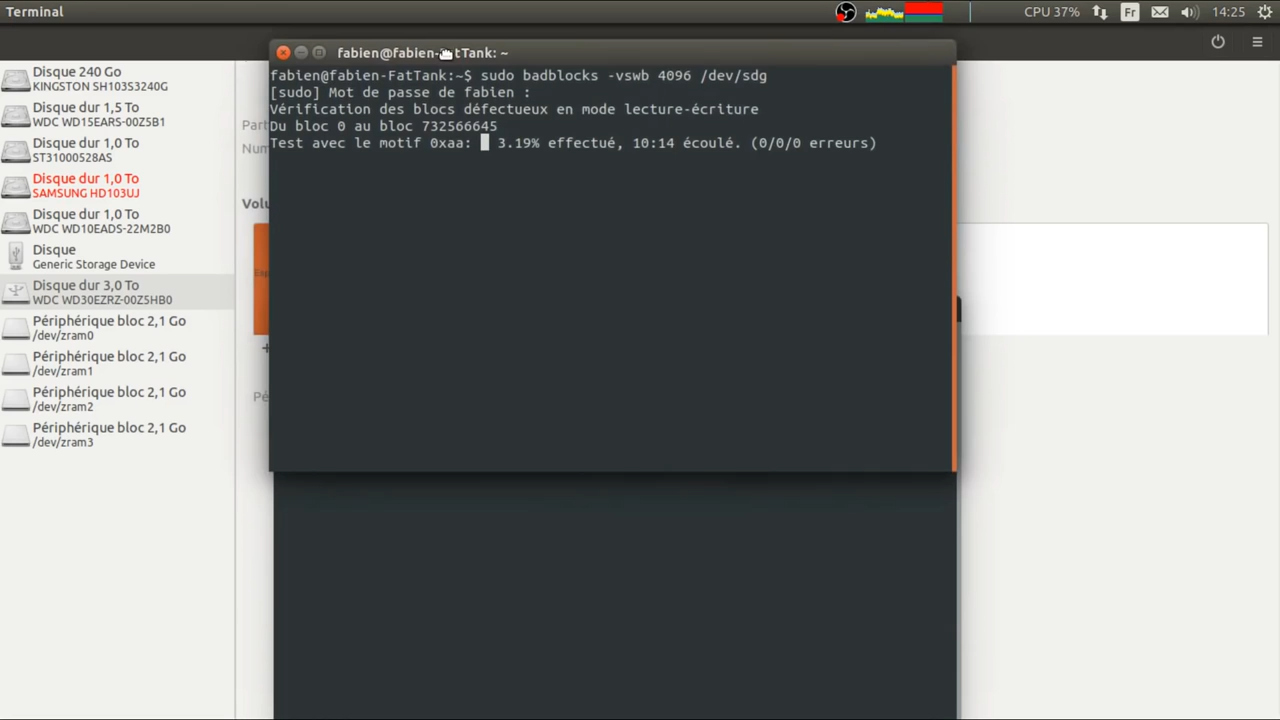 Terminal
CPU 37%
Fr
14:25
Disque 240 Go
KINGSTON SH103S3240G
Disque dur 1,5 To
WDC WD15EARS-00Z5B1
Disque dur 1,0 To
ST31000528AS
Disque dur 1,0 To
SAMSUNG HD103UJ
Disque dur 1,0 To
WDC WD10EADS-22M2B0
Disque
Generic Storage Device
Disque dur 3,0 To
WDC WD30EZRZ-00Z5HB0
Périphérique bloc 2,1 Go
/dev/zram0
Périphérique bloc 2,1 Go
/dev/zram1
Périphérique bloc 2,1 Go
/dev/zram2
Périphérique bloc 2,1 Go
/dev/zram3
Part
Num
Volu
Esp
Pé
fabien@fabien-FatTank: ~
fabien@fabien-FatTank:~$ sudo badblocks -vswb 4096 /dev/sdg
[sudo] Mot de passe de fabien :
Vérification des blocs défectueux en mode lecture-écriture
Du bloc 0 au bloc 732566645
Test avec le motif 0xaa: 3.19% effectué, 10:14 écoulé. (0/0/0 erreurs)